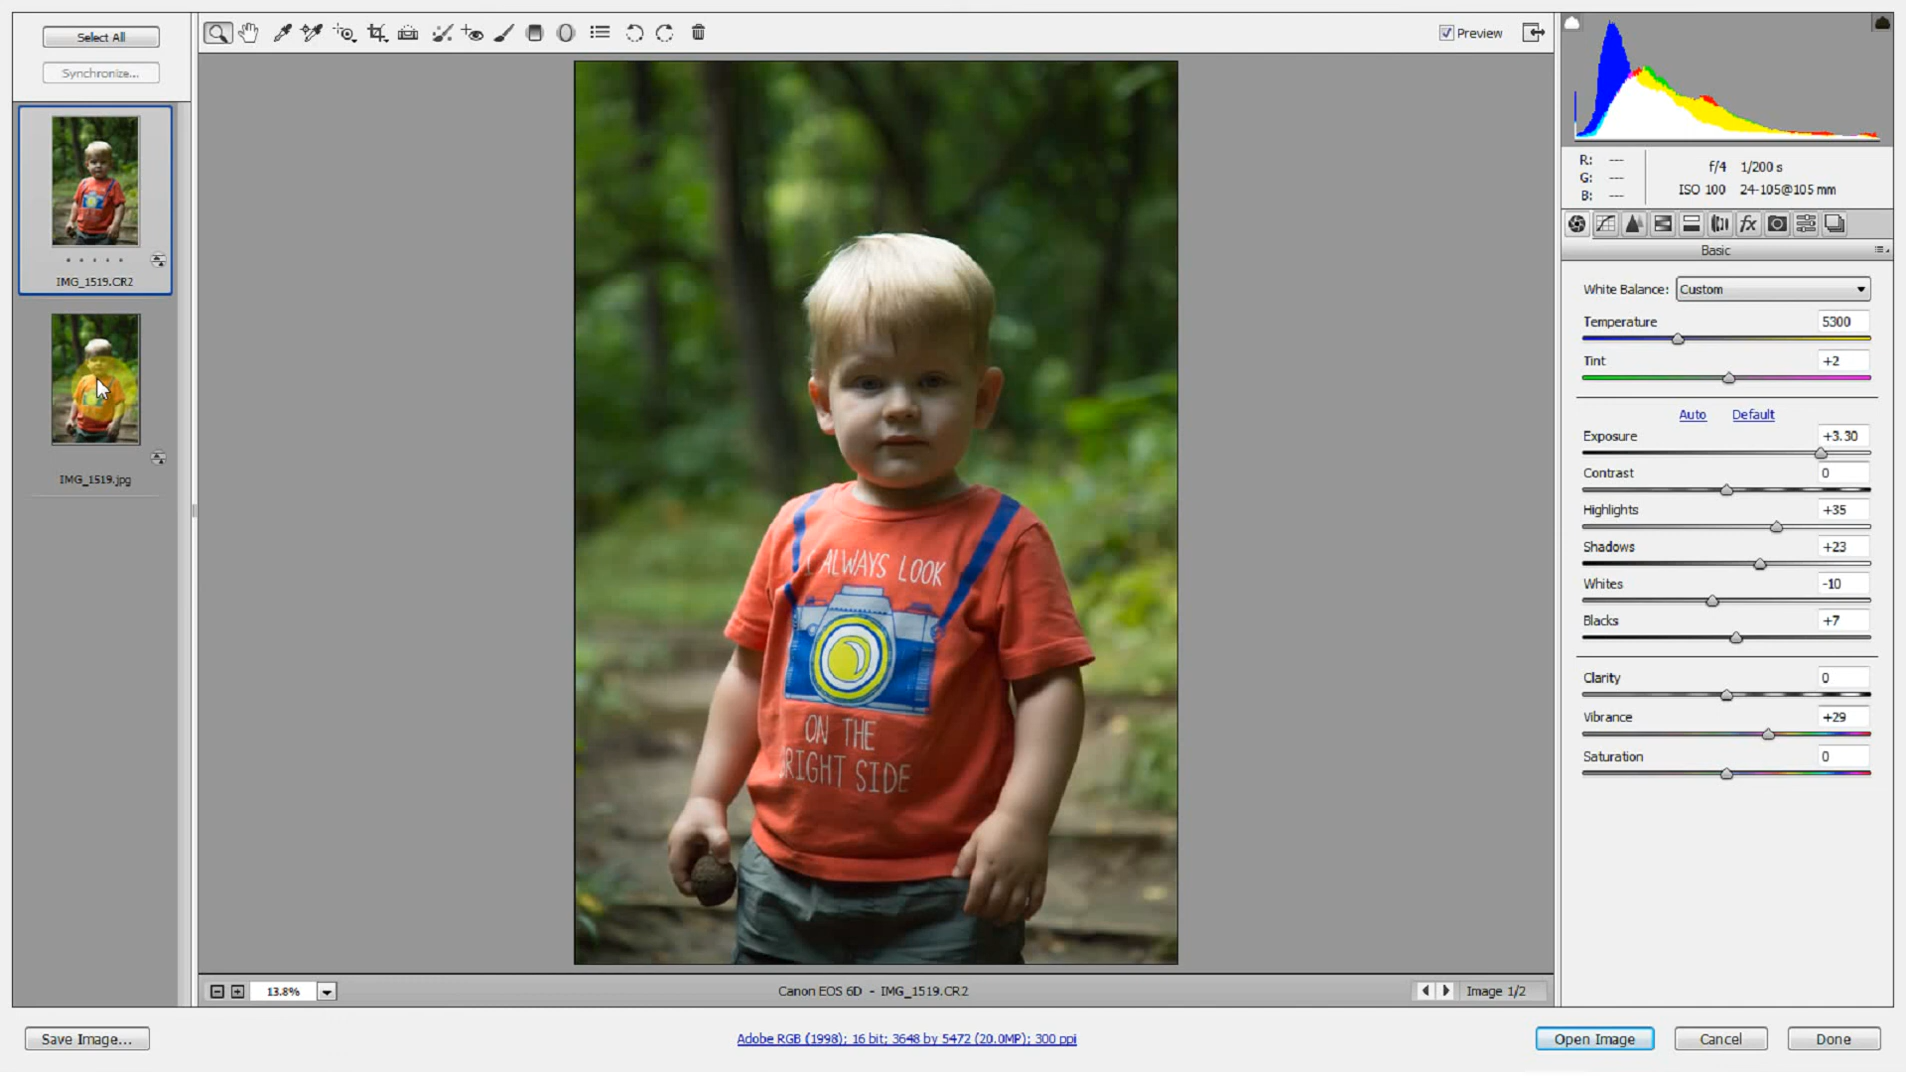 Select All
Synchronize...
IMG_1519.CR2
IMG_1519.jpg
Preview
I ALWAYS LOOK
ON THE
BRIGHT SIDE
R: ---
G: ---
B: ---
f/4 1/200 s
ISO 100 24-105@105 mm
fx
Basic
White Balance: Custom
Temperature 5300
Tint +2
Auto Default
Exposure +3.30
Contrast 0
Highlights +35
Shadows +23
Whites -10
Blacks +7
Clarity 0
Vibrance +29
Saturation 0
13.8%
Canon EOS 6D - IMG_1519.CR2
Image 1/2
Save Image...
Adobe RGB (1998); 16 bit; 3648 by 5472 (20.0MP); 300 ppi
Open Image
Cancel
Done